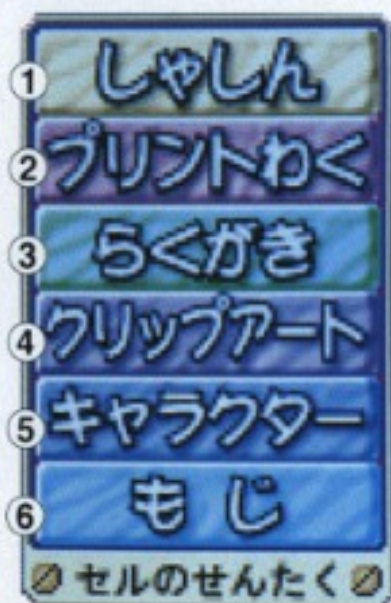 ① しゃしん
② プリントわく
③ らくがき
④ クリップアート
⑤ キャラクター
⑥ もじ
セルのせんたく